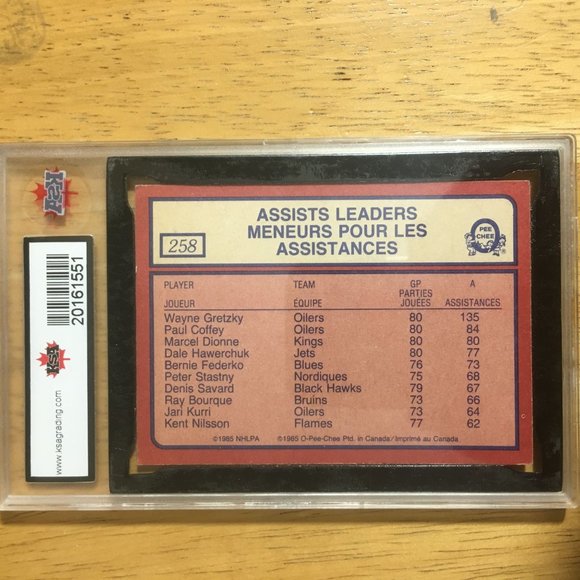 KSA
20161551
KSA
www.ksagrading.com
258
ASSISTS LEADERS
MENEURS POUR LES
ASSISTANCES
O
PEE
CHEE
®
PLAYER TEAM GP A
PARTIES
JOUEUR ÉQUIPE JOUÉES ASSISTANCES
Wayne Gretzky Oilers 80 135
Paul Coffey Oilers 80 84
Marcel Dionne Kings 80 80
Dale Hawerchuk Jets 80 77
Bernie Federko Blues 76 73
Peter Stastny Nordiques 75 68
Denis Savard Black Hawks 79 67
Ray Bourque Bruins 73 66
Jari Kurri Oilers 73 64
Kent Nilsson Flames 77 62
©1985 NHLPA ©1985 O-Pee-Chee Ptd. in Canada/Imprimé au Canada